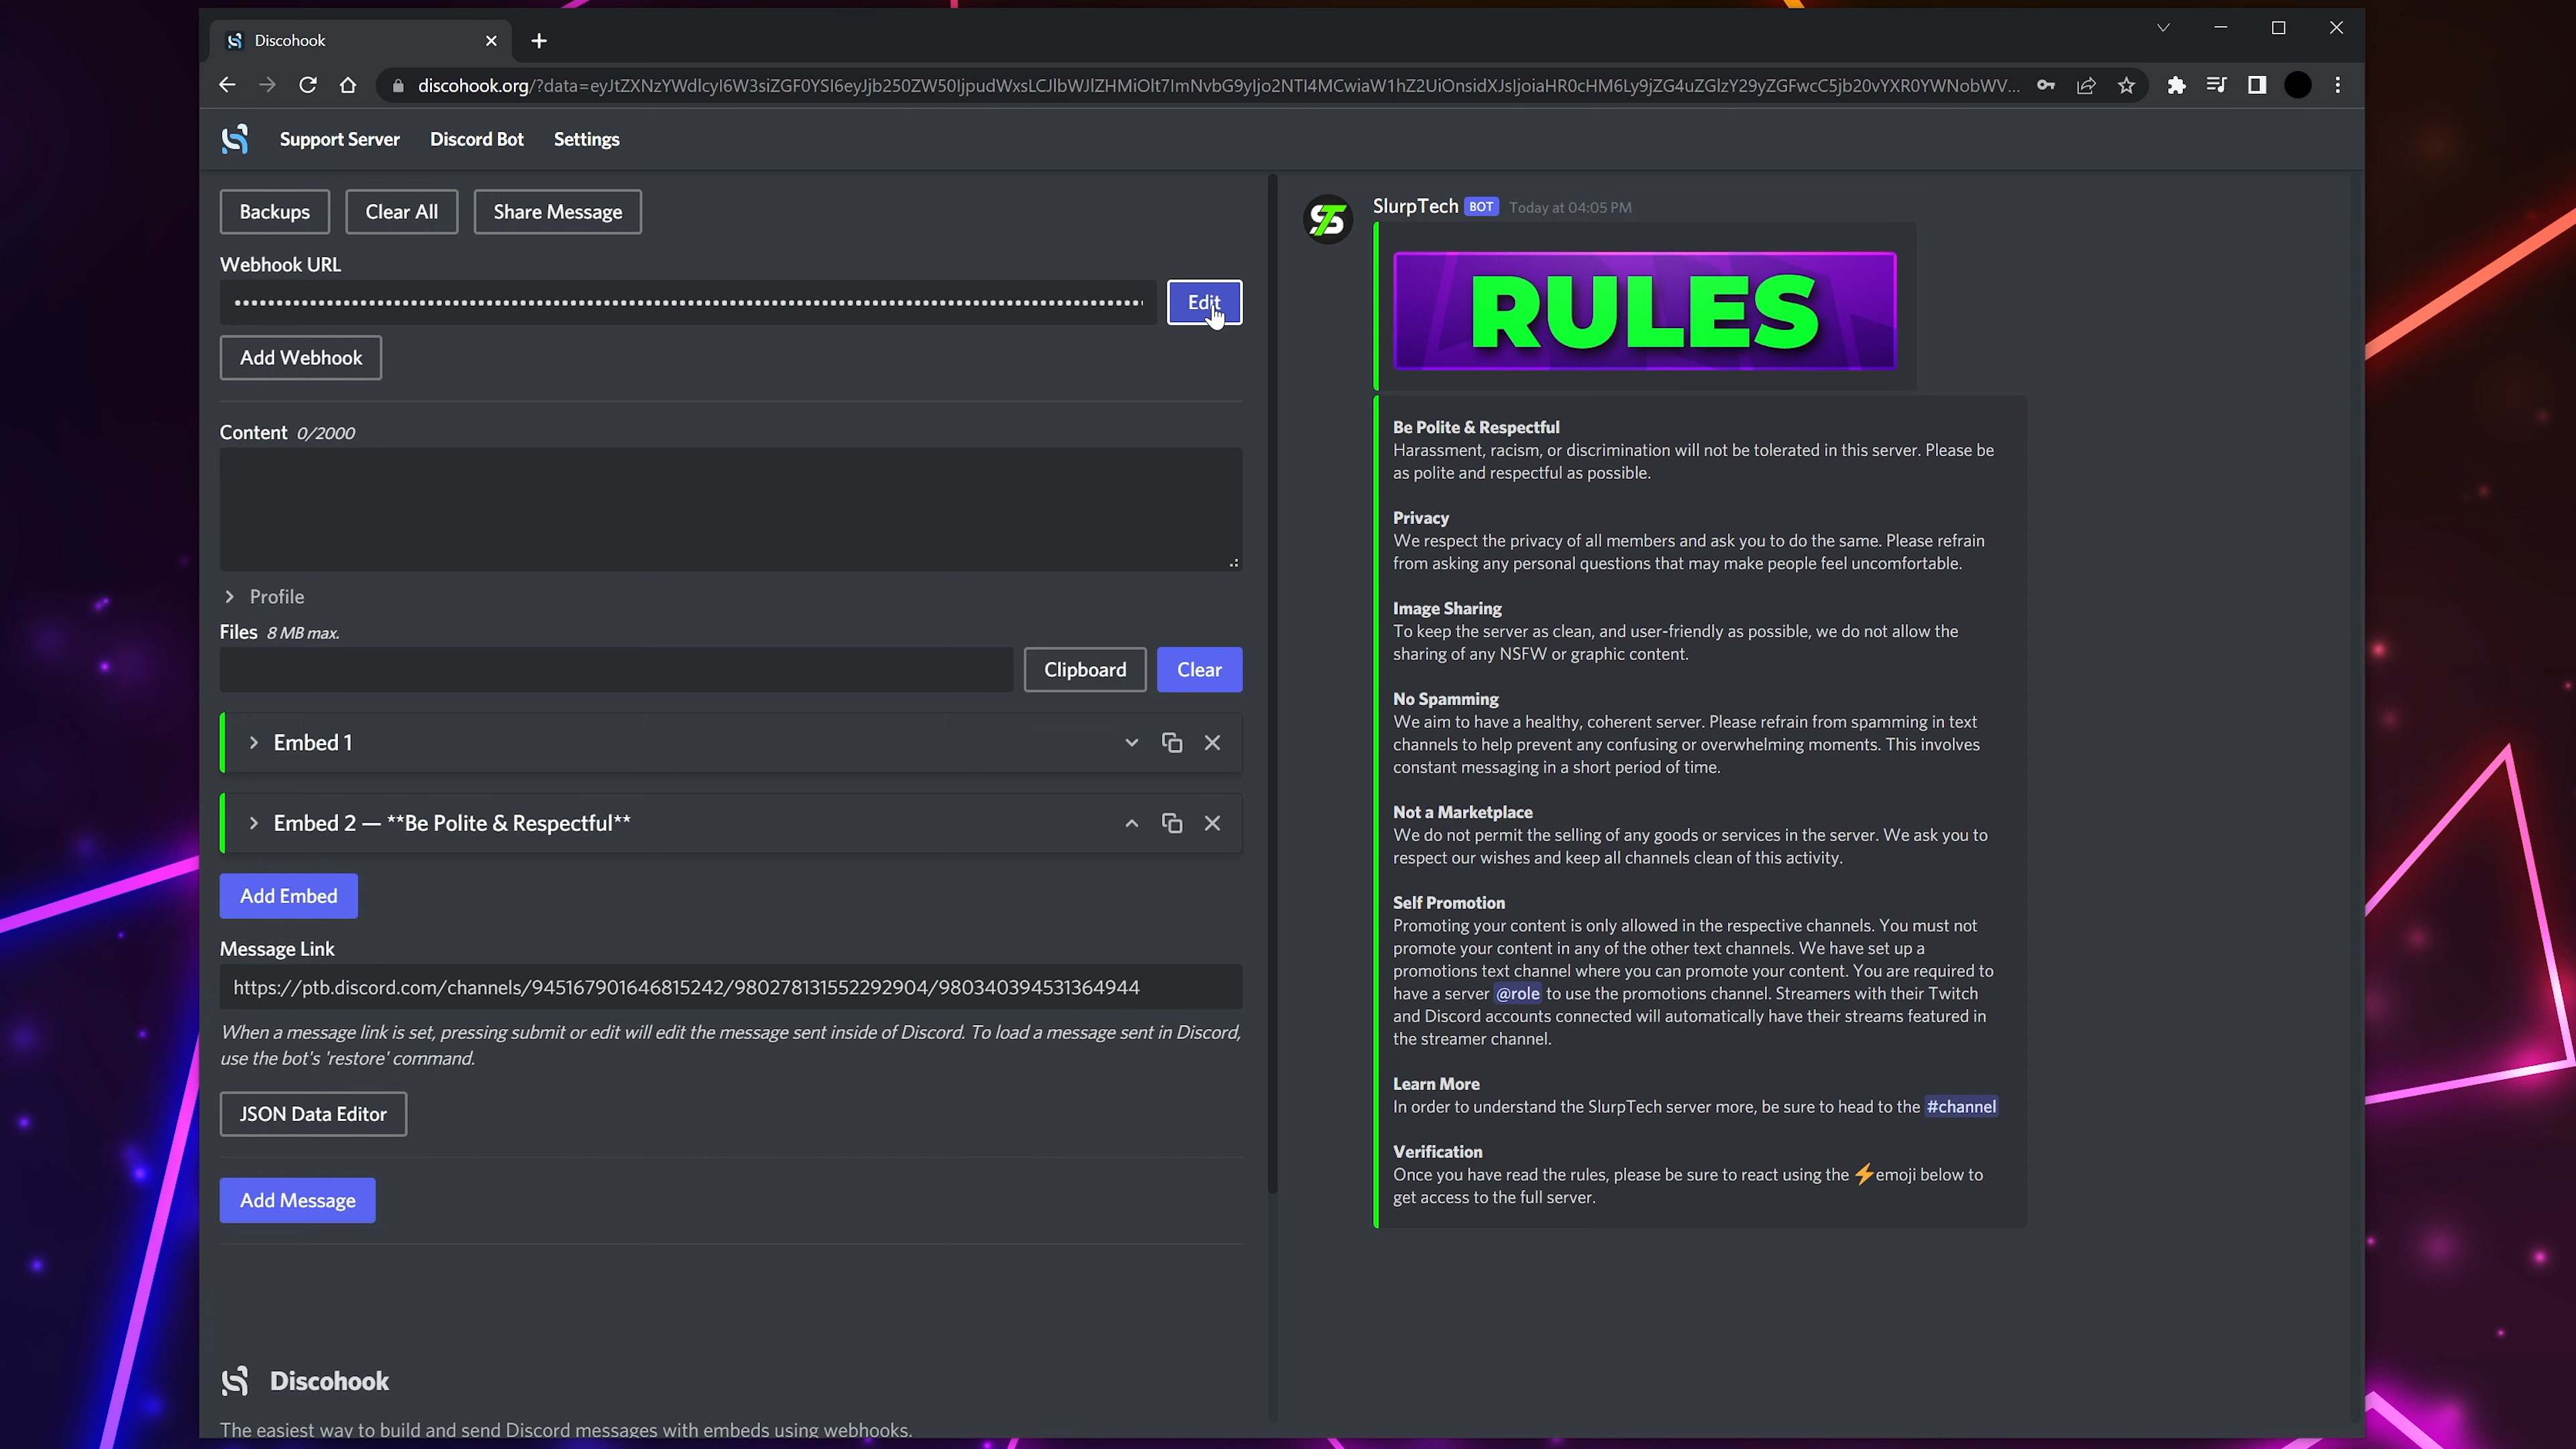 Discohook
discohook.org/?data=eyJtZXNzYWdlcyI6W3siZGF0YSI6eyJjb250ZW50IjpudWxsLCJlbWJlZHMiOlt7ImNvbG9yIjo2NTI4MCwiaW1hZ2UiOnsidXJsIjoiaHR0cHM6Ly9jZG4uZGlzY29yZGFwcC5jb20vYXR0YWNobWV...
Support Server Discord Bot Settings
Backups Clear All Share Message
Webhook URL
Edit
Add Webhook
Content 0/2000
Profile
Files 8 MB max.
Clipboard Clear
Embed 1
Embed 2 — **Be Polite & Respectful**
Add Embed
Message Link
https://ptb.discord.com/channels/945167901646815242/980278131552292904/980340394531364944
When a message link is set, pressing submit or edit will edit the message sent inside of Discord. To load a message sent in Discord,
use the bot's 'restore' command.
JSON Data Editor
Add Message
Discohook
The easiest way to build and send Discord messages with embeds using webhooks.
SlurpTech BOT Today at 04:05 PM
RULES
Be Polite & Respectful
Harassment, racism, or discrimination will not be tolerated in this server. Please be
as polite and respectful as possible.
Privacy
We respect the privacy of all members and ask you to do the same. Please refrain
from asking any personal questions that may make people feel uncomfortable.
Image Sharing
To keep the server as clean, and user-friendly as possible, we do not allow the
sharing of any NSFW or graphic content.
No Spamming
We aim to have a healthy, coherent server. Please refrain from spamming in text
channels to help prevent any confusing or overwhelming moments. This involves
constant messaging in a short period of time.
Not a Marketplace
We do not permit the selling of any goods or services in the server. We ask you to
respect our wishes and keep all channels clean of this activity.
Self Promotion
Promoting your content is only allowed in the respective channels. You must not
promote your content in any of the other text channels. We have set up a
promotions text channel where you can promote your content. You are required to
have a server @role to use the promotions channel. Streamers with their Twitch
and Discord accounts connected will automatically have their streams featured in
the streamer channel.
Learn More
In order to understand the SlurpTech server more, be sure to head to the #channel
Verification
Once you have read the rules, please be sure to react using the ⚡emoji below to
get access to the full server.